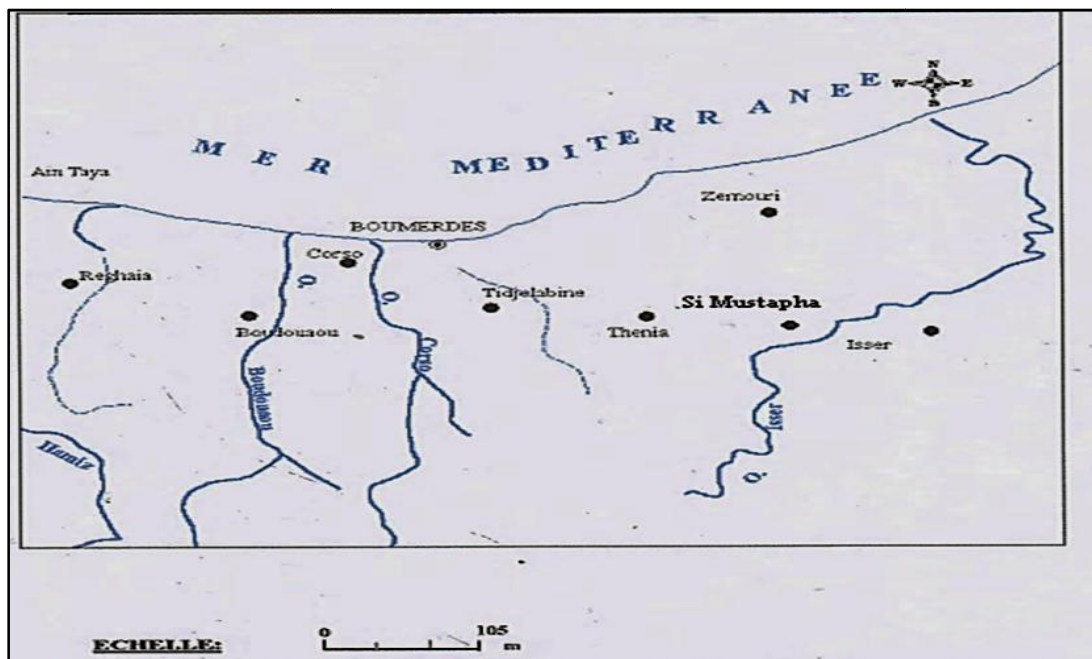 N
W E
S
MER MEDITERRANEE
Ain Taya
Zemouri
BOUMERDES
Corso
Reghaia
O.
O.
Tidjelabine
Si Mustapha
Boudouaou
Thenia
Isser
Corso
Boudouaou
Isser
Hamiz
O.
0 105
ECHELLE: m